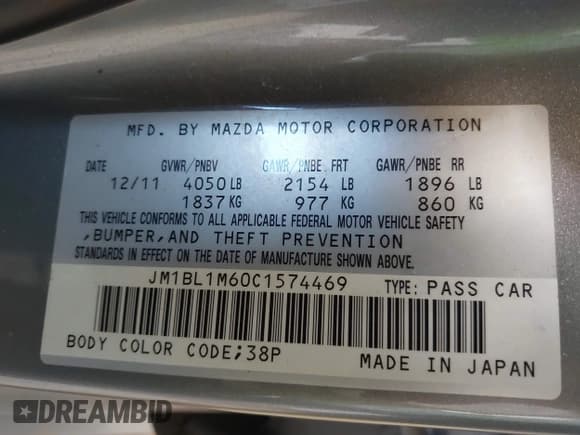 MFD. BY MAZDA MOTOR CORPORATION
DATE GVWR/PNBV GAWR/PNBE FRT GAWR/PNBE RR
12/11 4050 LB 2154 LB 1896 LB
1837 KG 977 KG 860 KG
THIS VEHICLE CONFORMS TO ALL APPLICABLE FEDERAL MOTOR VEHICLE SAFETY
,BUMPER,AND THEFT PREVENTION
STANDARDS IN EFFECT ON THE DATE OF MANUFACTURE SHOWN ABOVE.
JM1BL1M60C1574469 TYPE: PASS CAR
BODY COLOR CODE;38P MADE IN JAPAN
DREAMBID